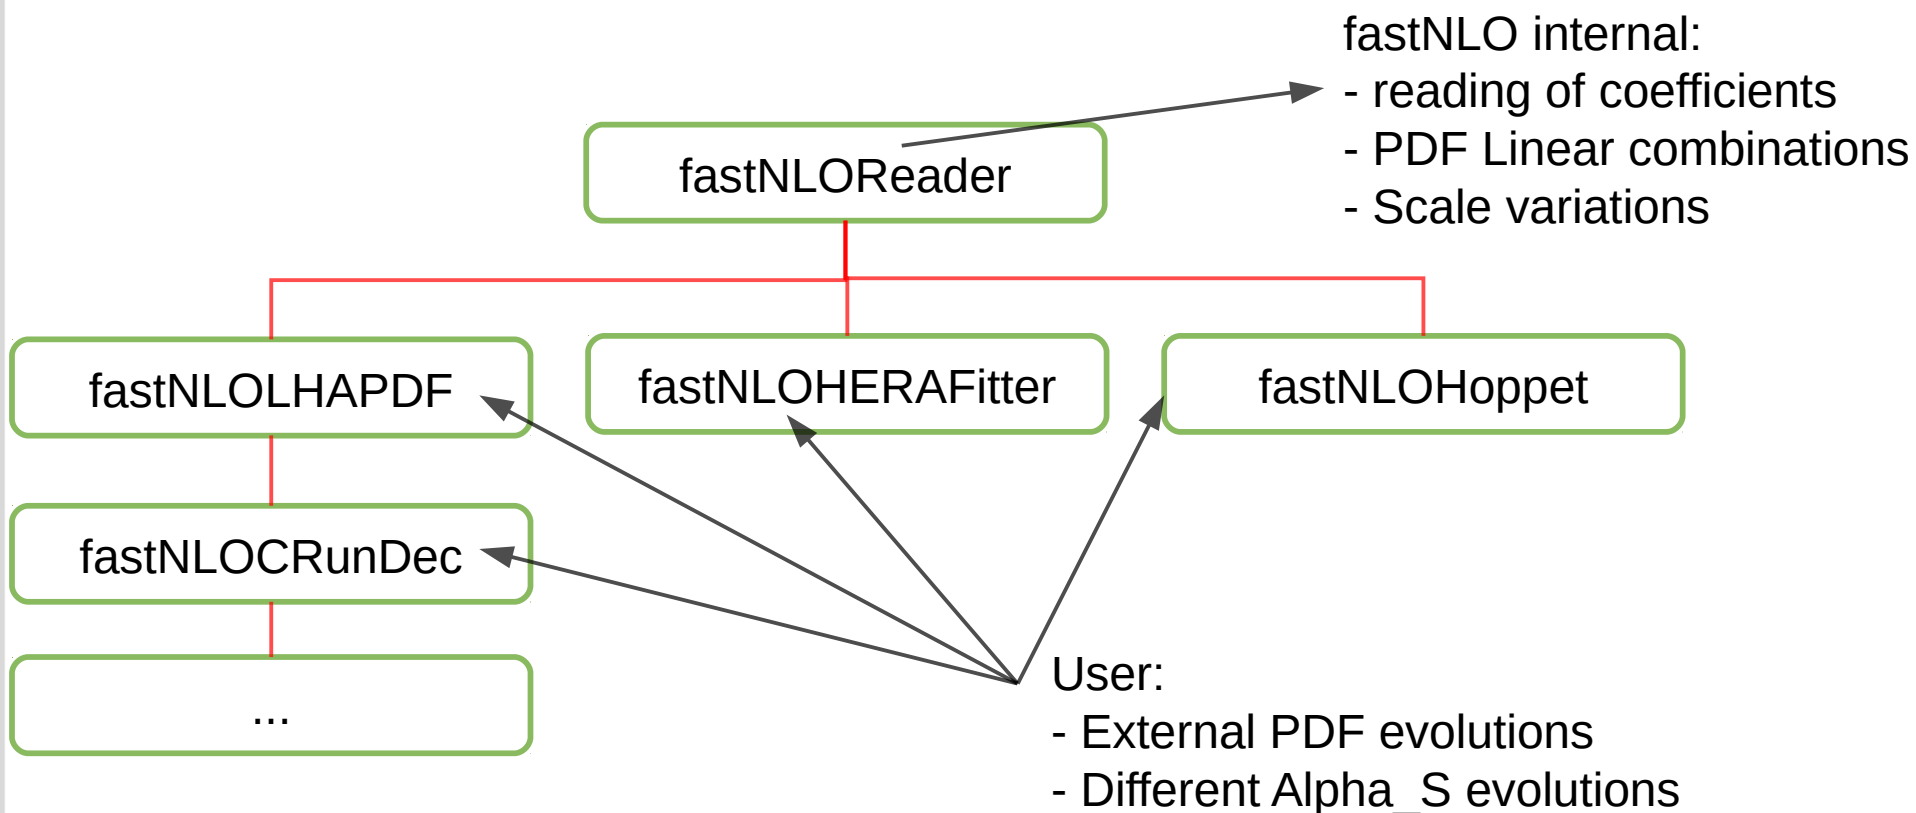 fastNLO internal:
- reading of coefficients
- PDF Linear combinations
- Scale variations
fastNLOReader
fastNLOLHAPDF
fastNLOHERAFitter
fastNLOHoppet
fastNLOCRunDec
...
User:
- External PDF evolutions
- Different Alpha_S evolutions